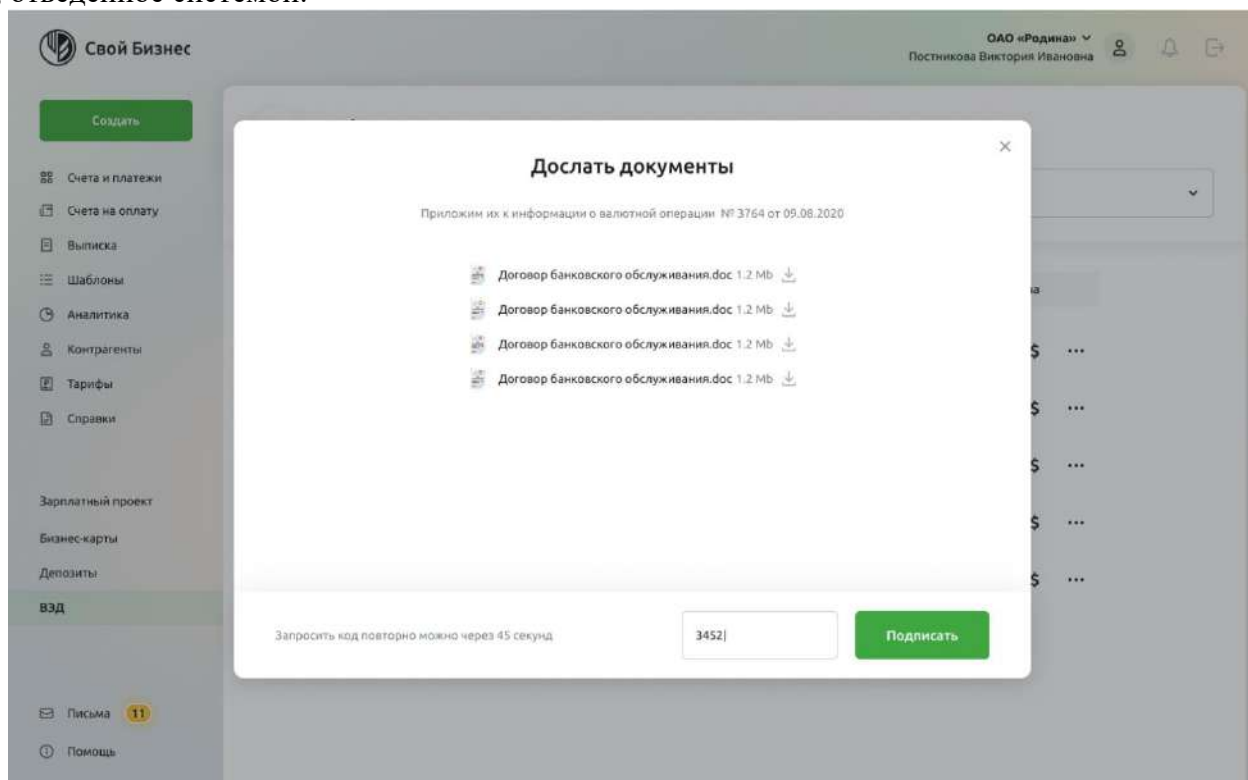 отведенное системой.
Свой Бизнес
ОАО «Родина»
Постникова Виктория Ивановна
Создать
Счета и платежи
Счета на оплату
Выписка
Шаблоны
Аналитика
Контрагенты
Тарифы
Справки
Зарплатный проект
Бизнес-карты
Депозиты
ВЭД
Письма 11
Помощь
Дослать документы
Приложим их к информации о валютной операции № 3764 от 09.08.2020
Договор банковского обслуживания.doc 1.2 Mb
Договор банковского обслуживания.doc 1.2 Mb
Договор банковского обслуживания.doc 1.2 Mb
Договор банковского обслуживания.doc 1.2 Mb
$ ...
$ ...
$ ...
$ ...
$ ...
Запросить код повторно можно через 45 секунд
3452
Подписать